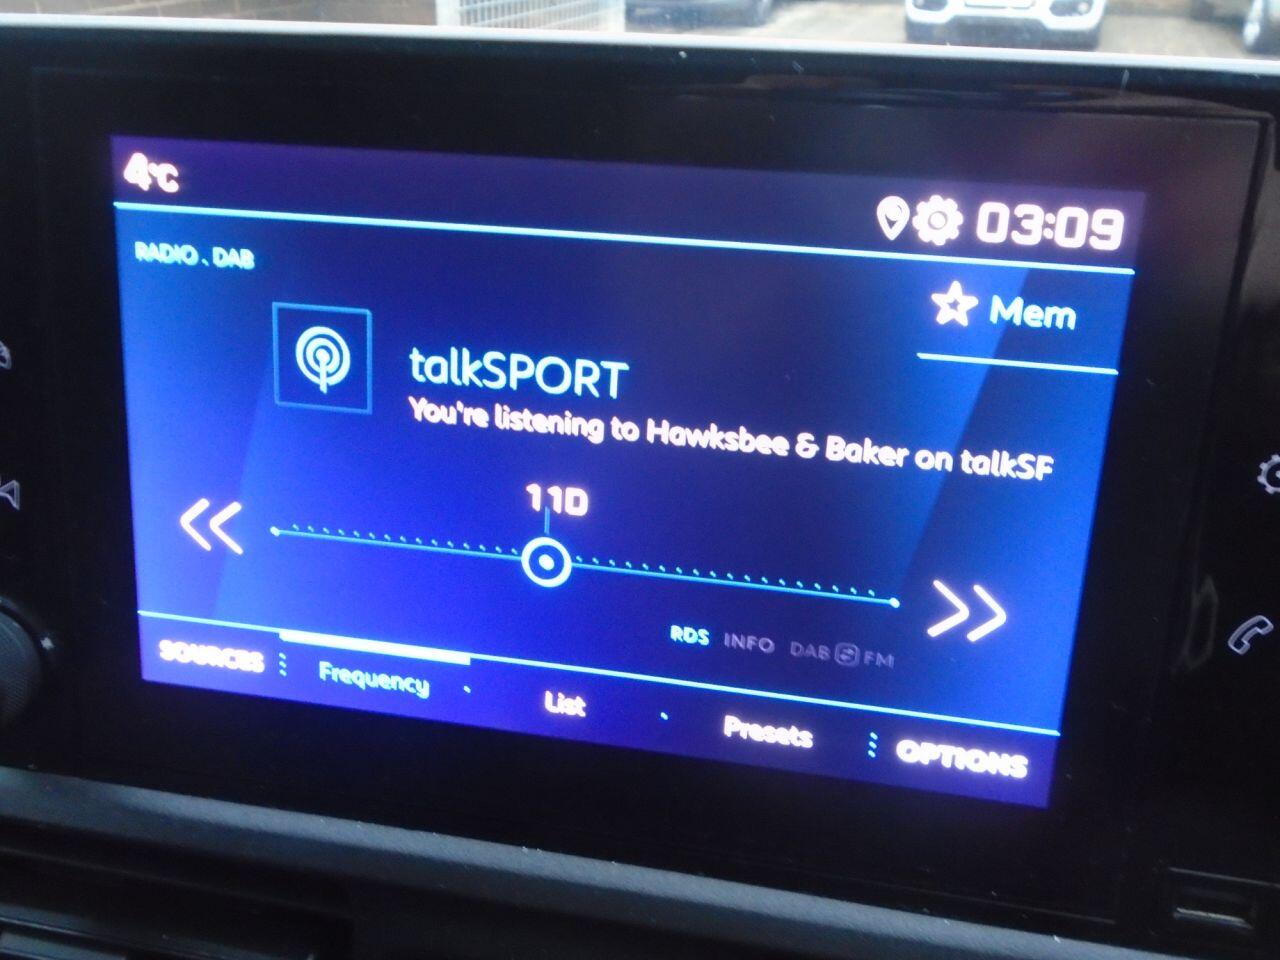 4°C
03:09
RADIO . DAB
Mem
talkSPORT
You're listening to Hawksbee & Baker on talkSF
11D
RDS INFO DAB FM
SOURCES Frequency List Presets OPTIONS